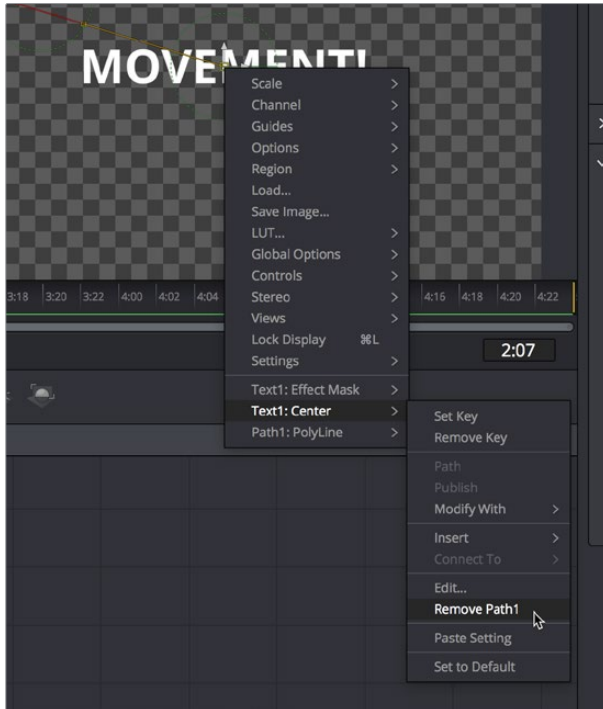 MOVEMENT!
Scale
Channel
Guides
Options
Region
Load...
Save Image...
LUT...
Global Options
Controls
Stereo
Views
Lock Display ⌘L
Settings
Text1: Effect Mask
Text1: Center
Path1: PolyLine
3:18 3:20 3:22 4:00 4:02 4:04 4:16 4:18 4:20 4:22
2:07
Set Key
Remove Key
Path
Publish
Modify With
Insert
Connect To
Edit...
Remove Path1
Paste Setting
Set to Default